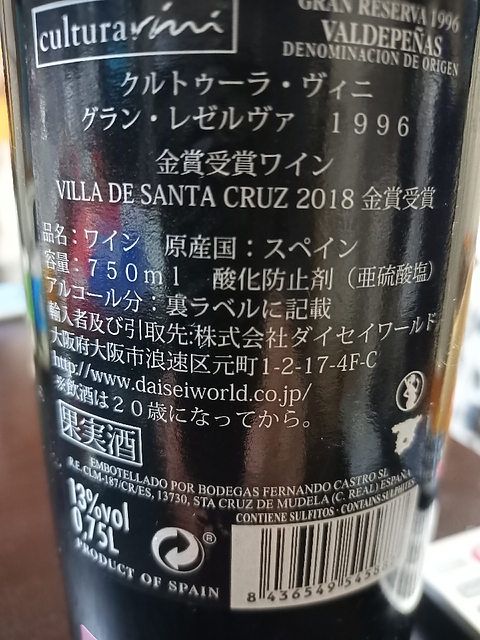 culturavini
GRAN RESERVA 1996
VALDEPEÑAS
DENOMINACION DE ORIGEN
クルトゥーラ・ヴィニ
グラン・レゼルヴァ 1996
金賞受賞ワイン
VILLA DE SANTA CRUZ 2018 金賞受賞
品名：ワイン 原産国：スペイン
容量．750ml 酸化防止剤（亜硫酸塩）
アルコール分：裏ラベルに記載
輸入者及び引取先:株式会社ダイセイワールド
大阪府大阪市浪速区元町1-2-17-4F-C
http://www.daiseiworld.co.jp/
※飲酒は20歳になってから。
果実酒
EMBOTELLADO POR BODEGAS FERNANDO CASTRO SL
RE.CLM-187/CR/ES, 13730, STA CRUZ DE MUDELA (C. REAL) ESPAÑA
CONTIENE SULFITOS · CONTAINS SULPHITES
13%vol
0,75L
PRODUCT OF SPAIN
®